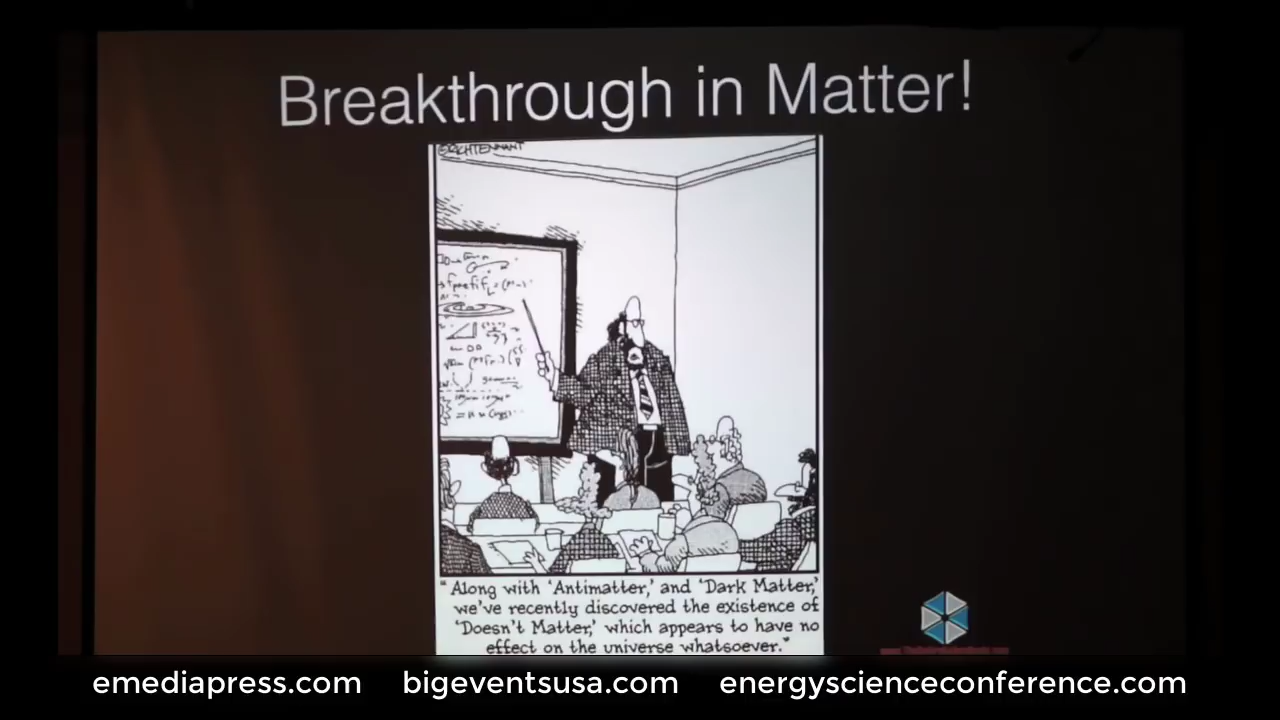 Breakthrough in Matter!
©RICHTENNANT
"Along with 'Antimatter,' and 'Dark Matter,'
we've recently discovered the existence of
'Doesn't Matter,' which appears to have no
effect on the universe whatsoever."
emediapress.com bigeventsusa.com energyscienceconference.com